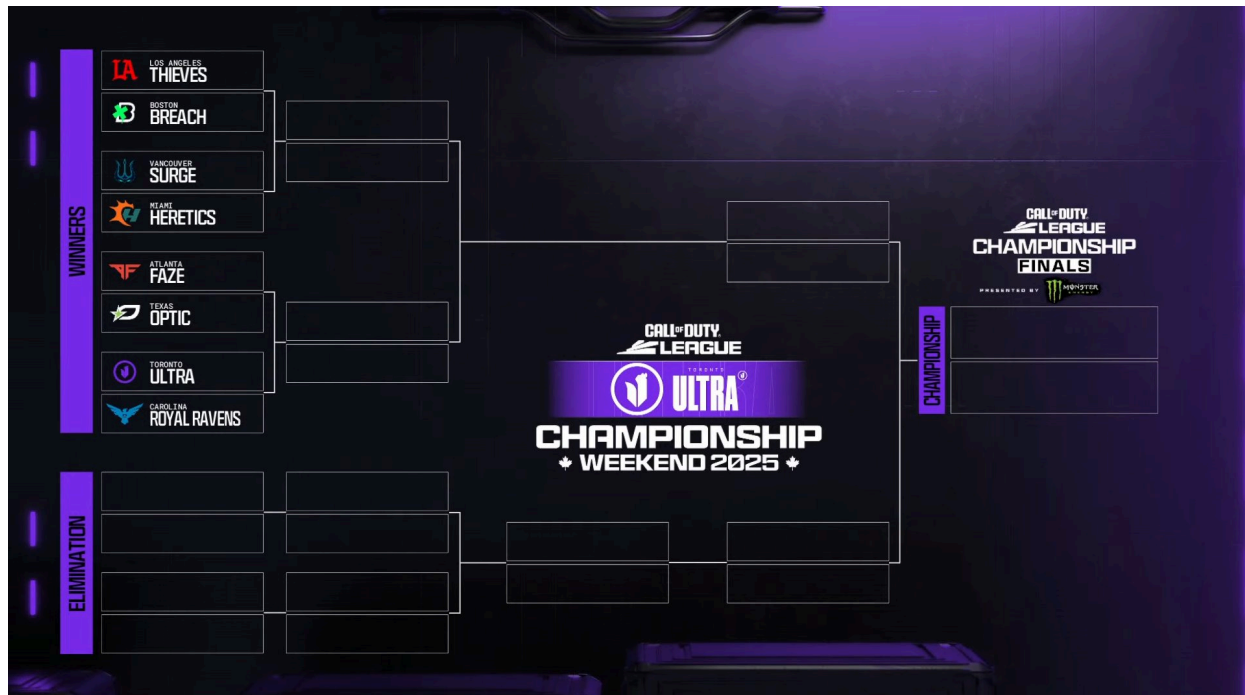 WINNERS
LOS ANGELES
THIEVES
BOSTON
BREACH
VANCOUVER
SURGE
MIAMI
HERETICS
ATLANTA
FAZE
TEXAS
OPTIC
TORONTO
ULTRA
CAROLINA
ROYAL RAVENS
ELIMINATION
CALL OF DUTY
LEAGUE
TORONTO
ULTRA
CHAMPIONSHIP
WEEKEND 2025
CALL OF DUTY
LEAGUE
CHAMPIONSHIP
FINALS
PRESENTED BY MONSTER
ENERGY
CHAMPIONSHIP